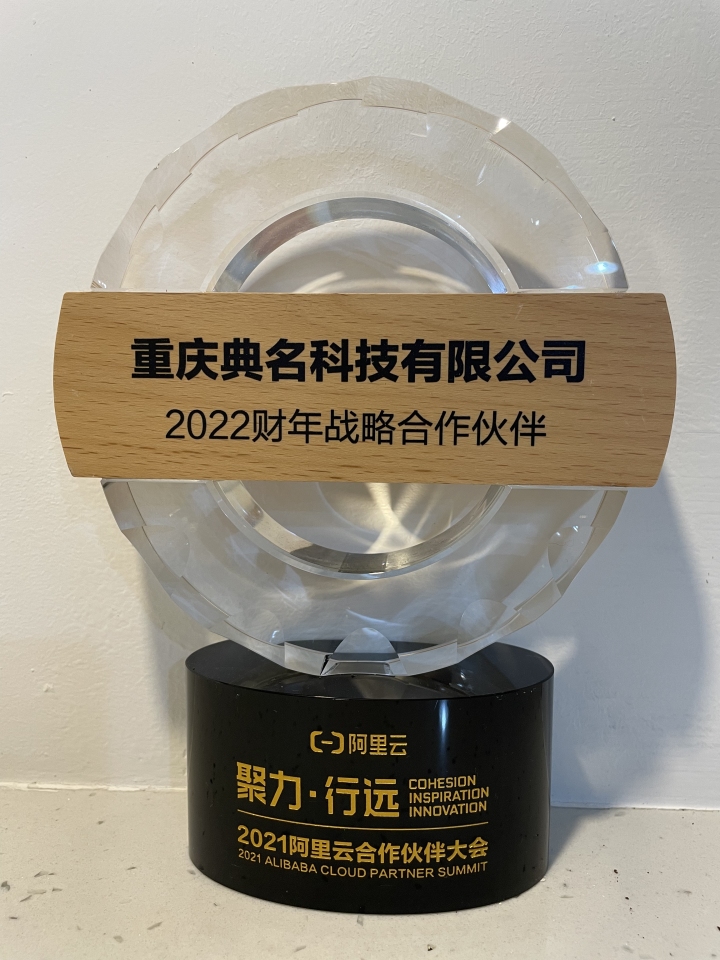 重庆典名科技有限公司
2022财年战略合作伙伴
阿里云
聚力·行远
COHESION
INSPIRATION
INNOVATION
2021阿里云合作伙伴大会
2021 ALIBABA CLOUD PARTNER SUMMIT